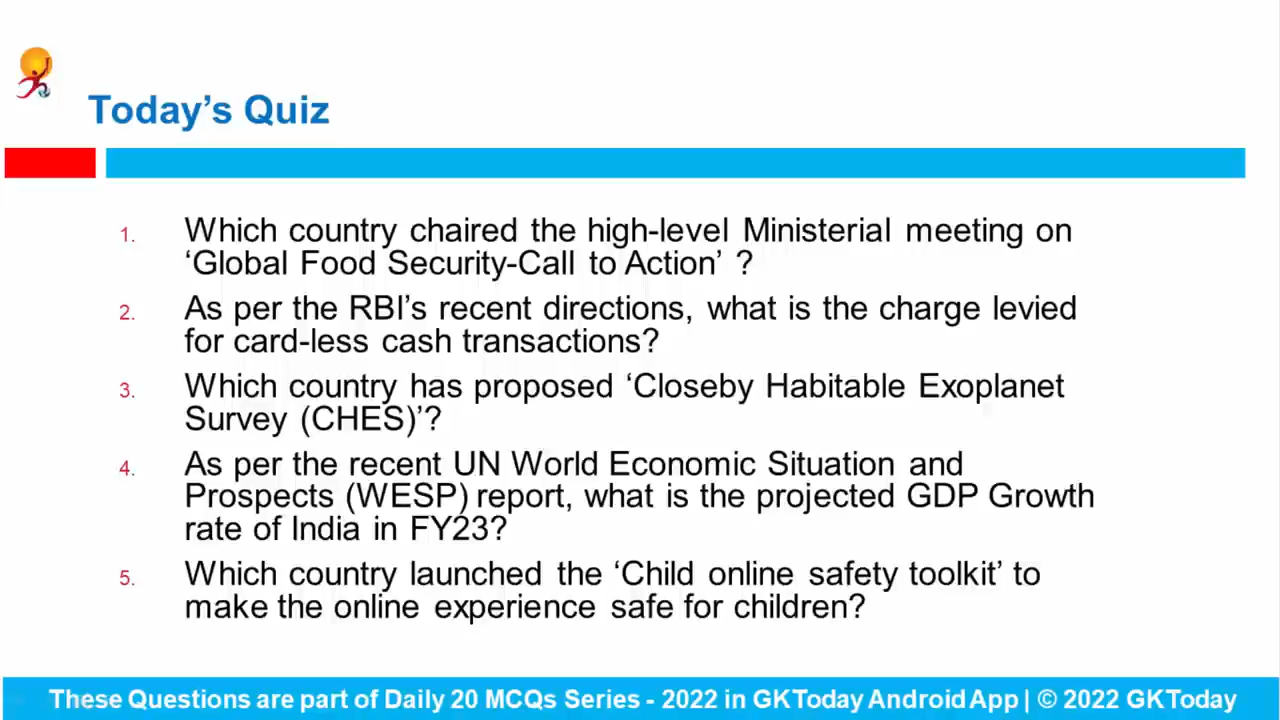 Today’s Quiz
1. Which country chaired the high-level Ministerial meeting on
‘Global Food Security-Call to Action’ ?
2. As per the RBI’s recent directions, what is the charge levied
for card-less cash transactions?
3. Which country has proposed ‘Closeby Habitable Exoplanet
Survey (CHES)’?
4. As per the recent UN World Economic Situation and
Prospects (WESP) report, what is the projected GDP Growth
rate of India in FY23?
5. Which country launched the ‘Child online safety toolkit’ to
make the online experience safe for children?
These Questions are part of Daily 20 MCQs Series - 2022 in GKToday Android App | © 2022 GKToday